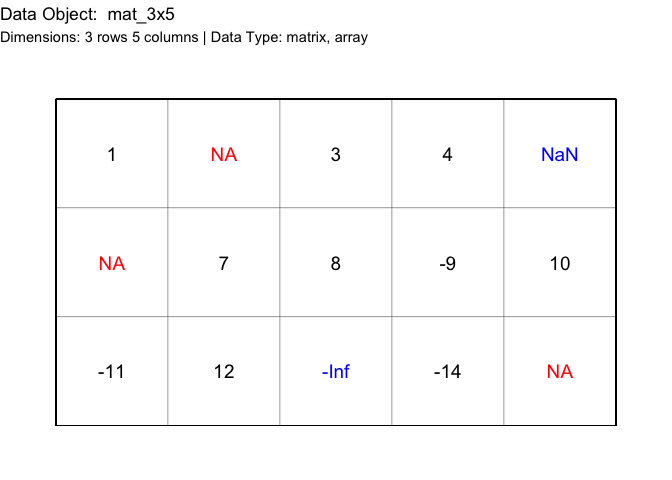 Data Object:  mat_3x5
Dimensions: 3 rows 5 columns | Data Type: matrix, array
1 NA 3 4 NaN
NA 7 8 -9 10
-11 12 -Inf -14 NA